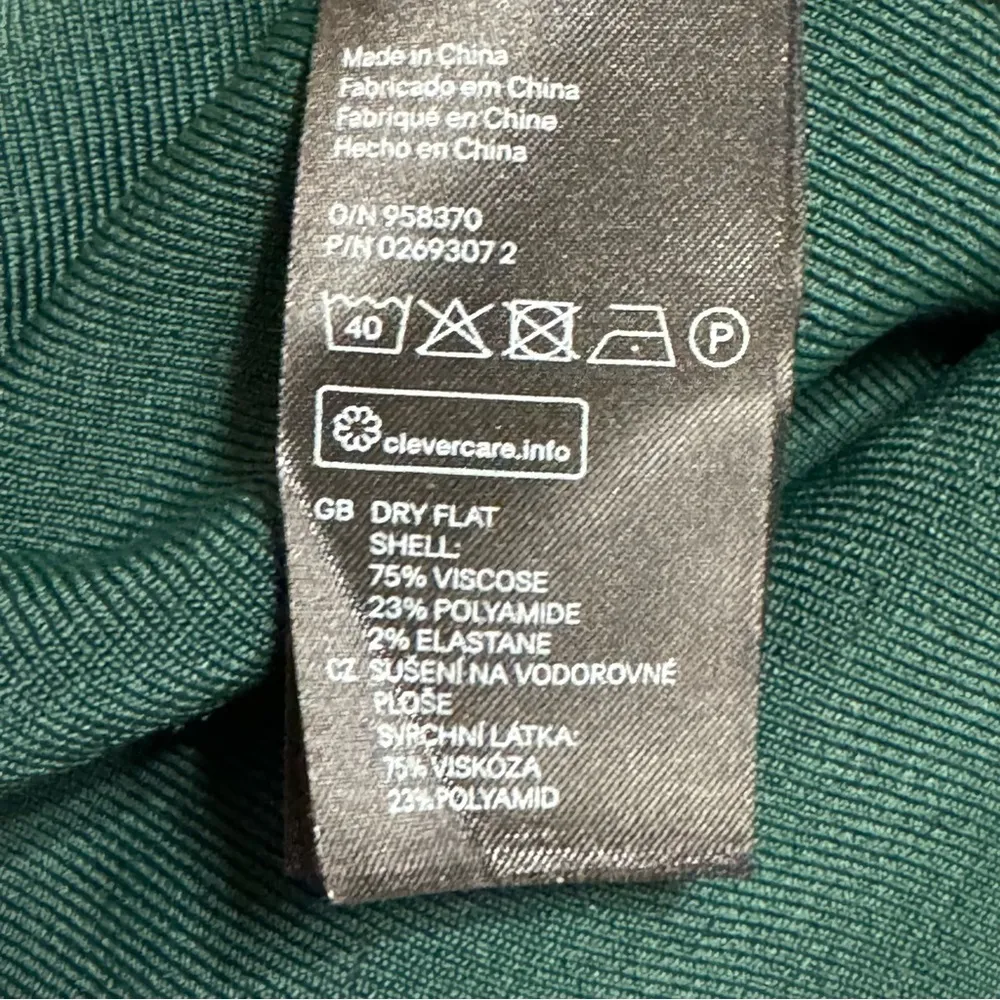 Made in China
Fabricado em China
Fabriqué en Chine
Hecho en China
O/N 958370
P/N 0269307 2
40 P
clevercare.info
GB DRY FLAT
SHELL:
75% VISCOSE
23% POLYAMIDE
2% ELASTANE
CZ SUŠENÍ NA VODOROVNÉ
PLOŠE
SVRCHNÍ LÁTKA:
75% VISKÓZA
23% POLYAMID